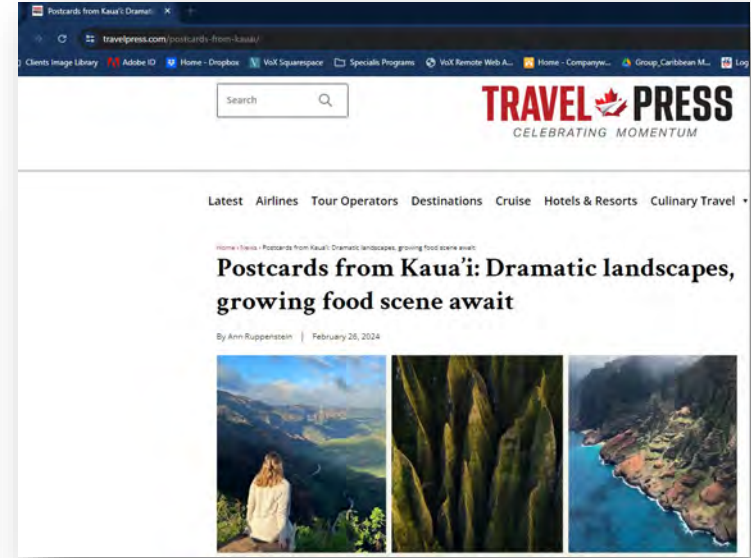 Postcards from Kaua'i: Dramati ×
travelpress.com/postcards-from-kauai/
Clients Image Library Adobe ID Home - Dropbox VoX Squarespace Specialis Programs VoX Remote Web A... Home - Companyw... Group_Caribbean M... Log
Search
TRAVEL PRESS
CELEBRATING MOMENTUM
Latest Airlines Tour Operators Destinations Cruise Hotels & Resorts Culinary Travel
Home › News › Postcards from Kaua'i: Dramatic landscapes, growing food scene await
Postcards from Kaua'i: Dramatic landscapes,
growing food scene await
By Ann Ruppenstein | February 26, 2024